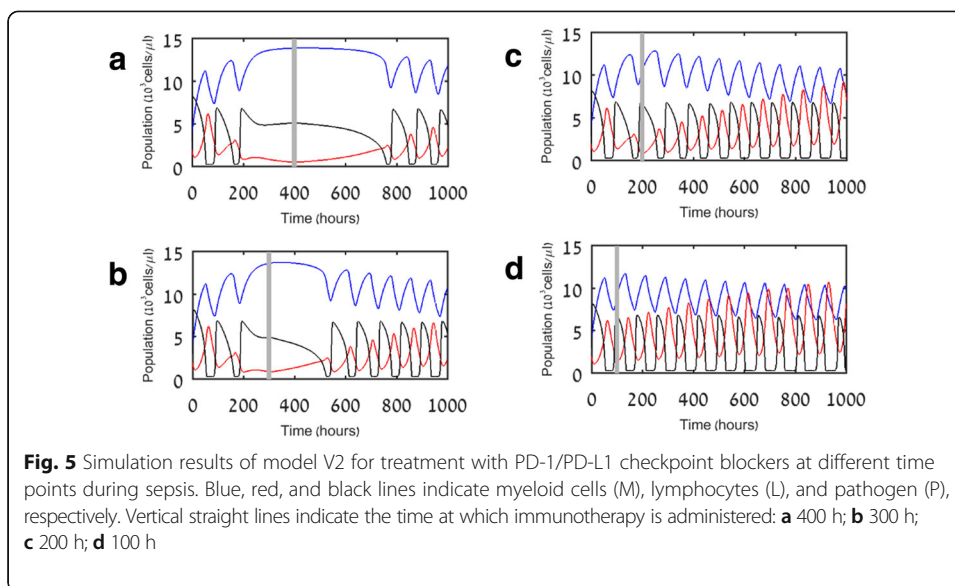 a
15
10
5
0
Population (10³cells/µl)
0 200 400 600 800 1000
Time (hours)
b
15
10
5
0
Population (10³cells/µl)
0 200 400 600 800 1000
Time (hours)
c
15
10
5
0
Population (10³cells/µl)
0 200 400 600 800 1000
Time (hours)
d
15
10
5
0
Population (10³cells/µl)
0 200 400 600 800 1000
Time (hours)
Fig. 5 Simulation results of model V2 for treatment with PD-1/PD-L1 checkpoint blockers at different time
points during sepsis. Blue, red, and black lines indicate myeloid cells (M), lymphocytes (L), and pathogen (P),
respectively. Vertical straight lines indicate the time at which immunotherapy is administered: a 400 h; b 300 h;
c 200 h; d 100 h